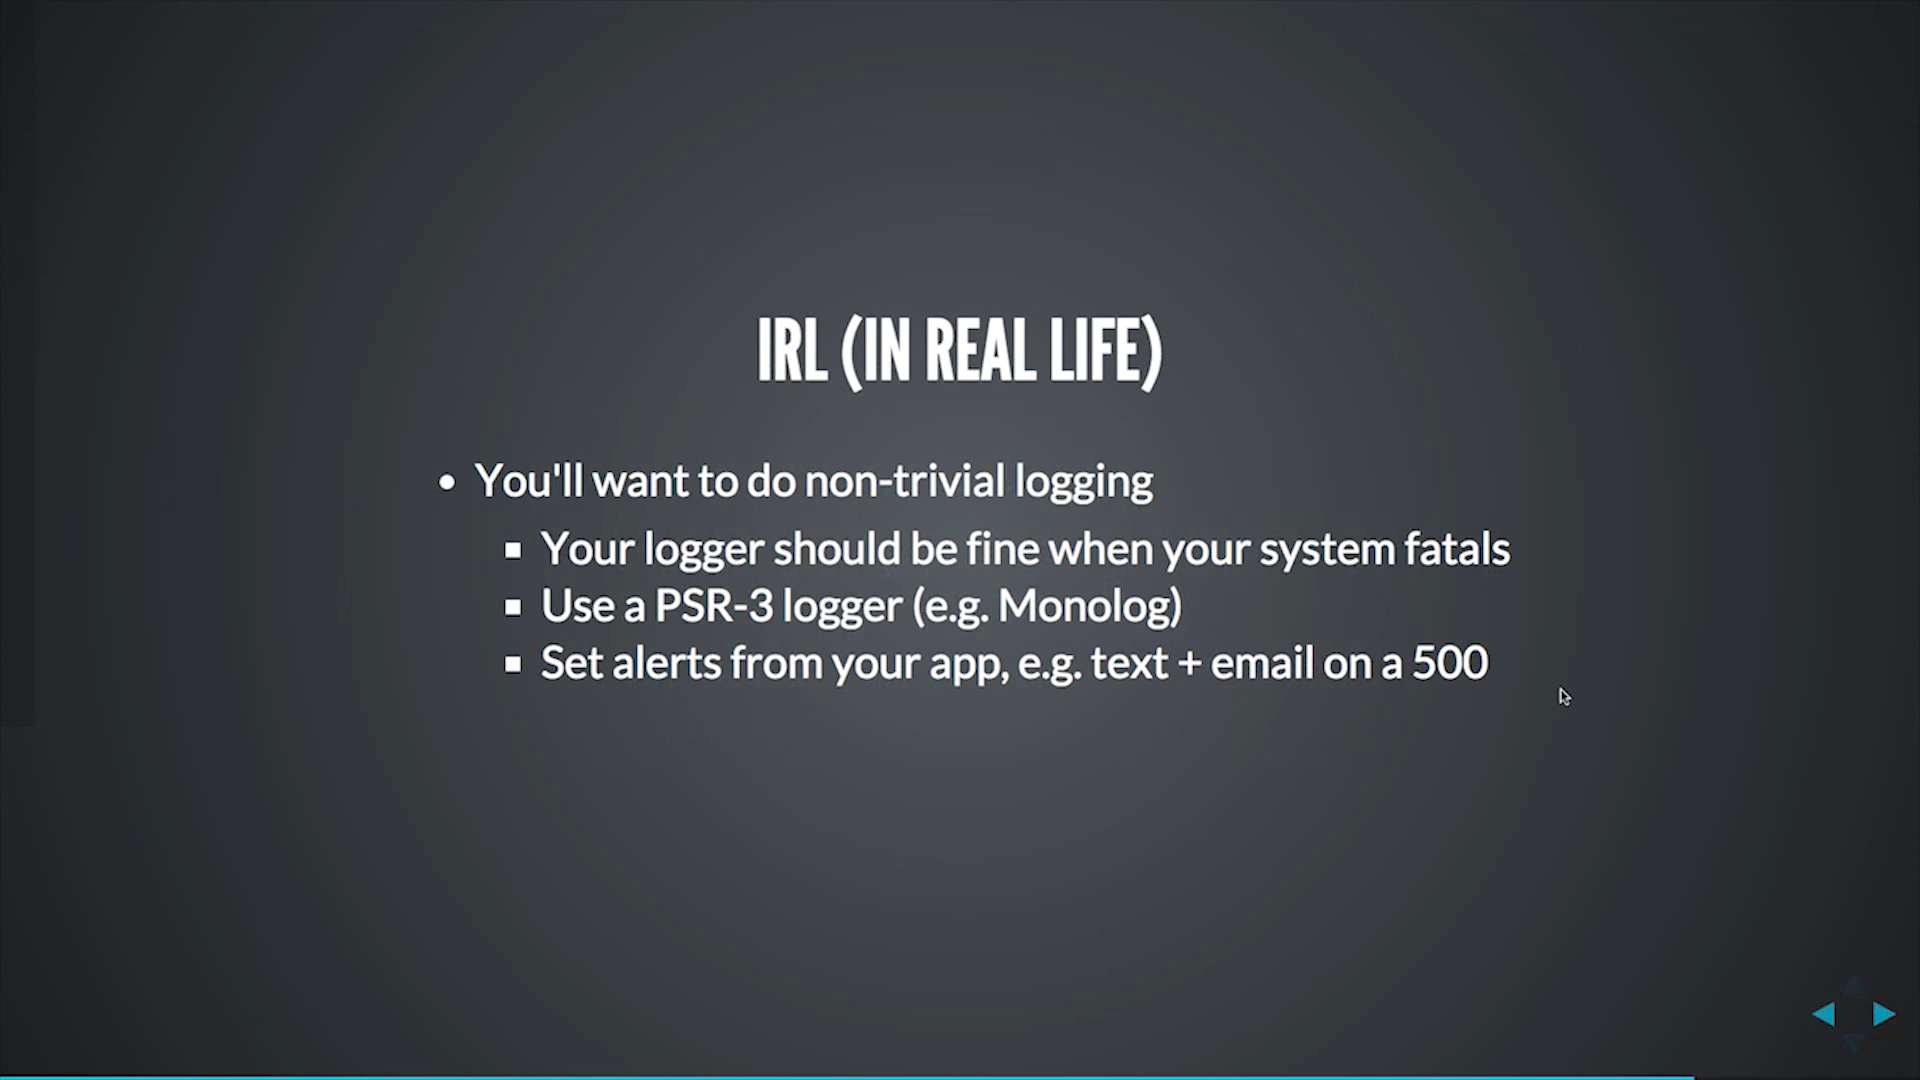 IRL (IN REAL LIFE)
You'll want to do non-trivial logging
Your logger should be fine when your system fatals
Use a PSR-3 logger (e.g. Monolog)
Set alerts from your app, e.g. text + email on a 500